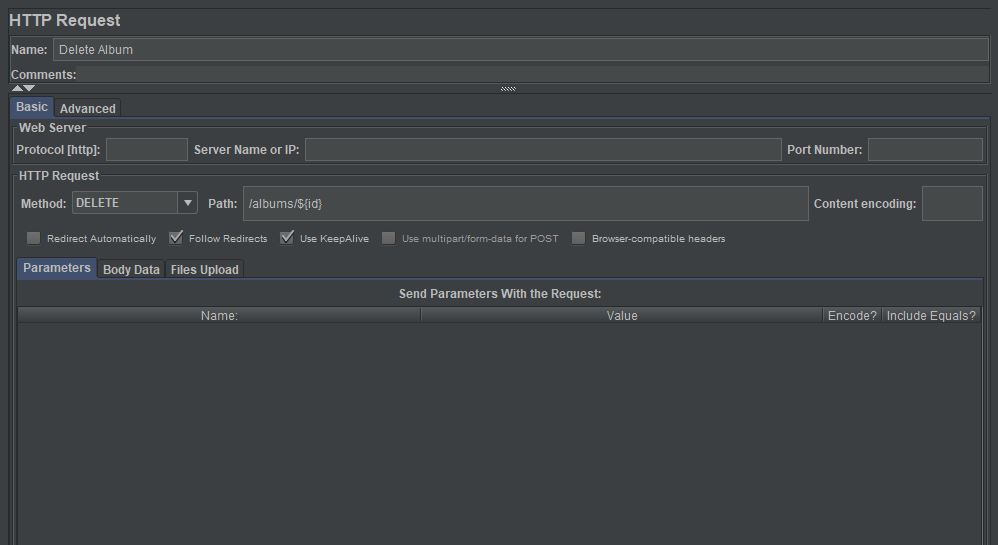 HTTP Request
Name: Delete Album
Comments:
Basic Advanced
Web Server
Protocol [http]: Server Name or IP: Port Number:
HTTP Request
Method: DELETE Path: /albums/${id} Content encoding:
Redirect Automatically Follow Redirects Use KeepAlive Use multipart/form-data for POST Browser-compatible headers
Parameters Body Data Files Upload
Send Parameters With the Request:
Name: Value Encode? Include Equals?